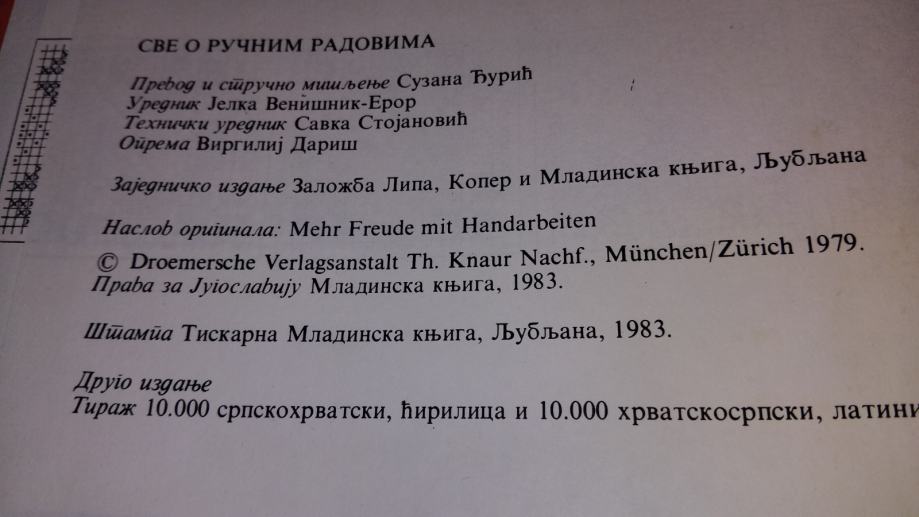 СВЕ О РУЧНИМ РАДОВИМА
Превод и стручно мишљење Сузана Ђурић
Уредник Јелка Венишник-Ерор
Технички уредник Савка Стојановић
Опрема Виргилиј Дариш
Заједничко издање Заложба Липа, Копер и Младинска књига, Љубљана
Наслов оригинала: Mehr Freude mit Handarbeiten
© Droemersche Verlagsanstalt Th. Knaur Nachf., München/Zürich 1979.
Права за Југославију Младинска књига, 1983.
Штампа Тискарна Младинска књига, Љубљана, 1983.
Друго издање
Тираж 10.000 српскохрватски, ћирилица и 10.000 хрватскосрпски, латини